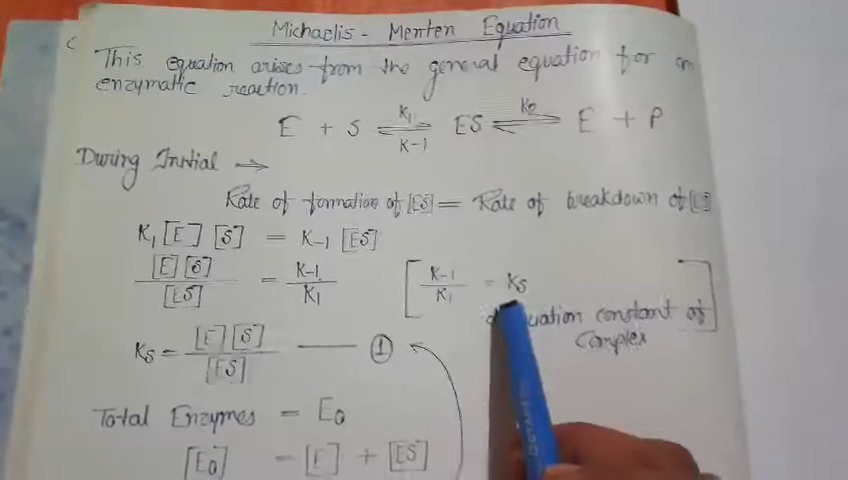 Michaelis - Menten Equation
This equation arises from the general equation for an
enzymatic reaction.
E + S ⇌ ES ⇌ E + P
K1 K-1 K2
During Initial →
Rate of formation of [ES] = Rate of breakdown of [ES]
K1 [E] [S] = K-1 [ES]
[E][S] / [ES] = K-1 / K1 [ K-1 / K1 = Ks
constant of
Complex ]
Ks = [E][S] / [ES] —— ①
Total Enzymes = E0
[E0] = [E] + [ES]